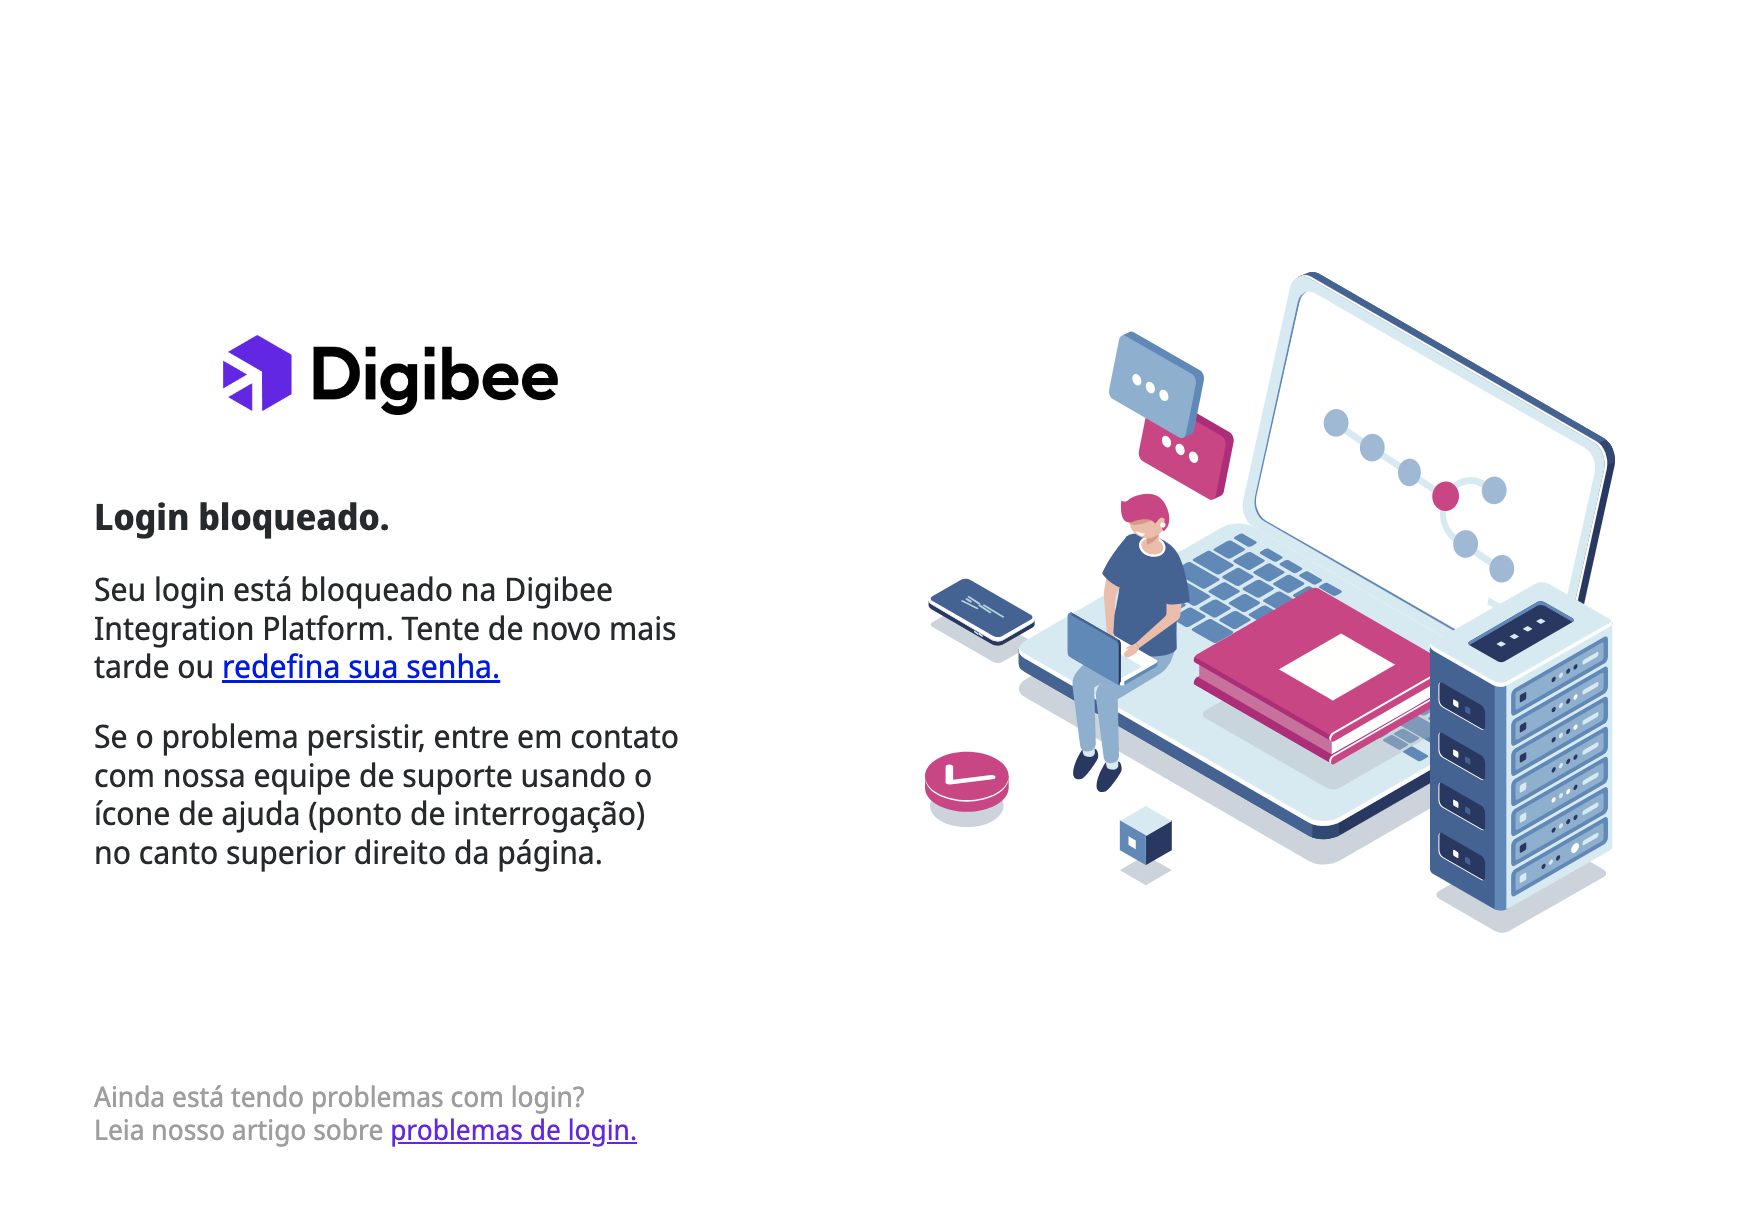 Digibee
Login bloqueado.
Seu login está bloqueado na Digibee
Integration Platform. Tente de novo mais
tarde ou redefina sua senha.
Se o problema persistir, entre em contato
com nossa equipe de suporte usando o
ícone de ajuda (ponto de interrogação)
no canto superior direito da página.
Ainda está tendo problemas com login?
Leia nosso artigo sobre problemas de login.